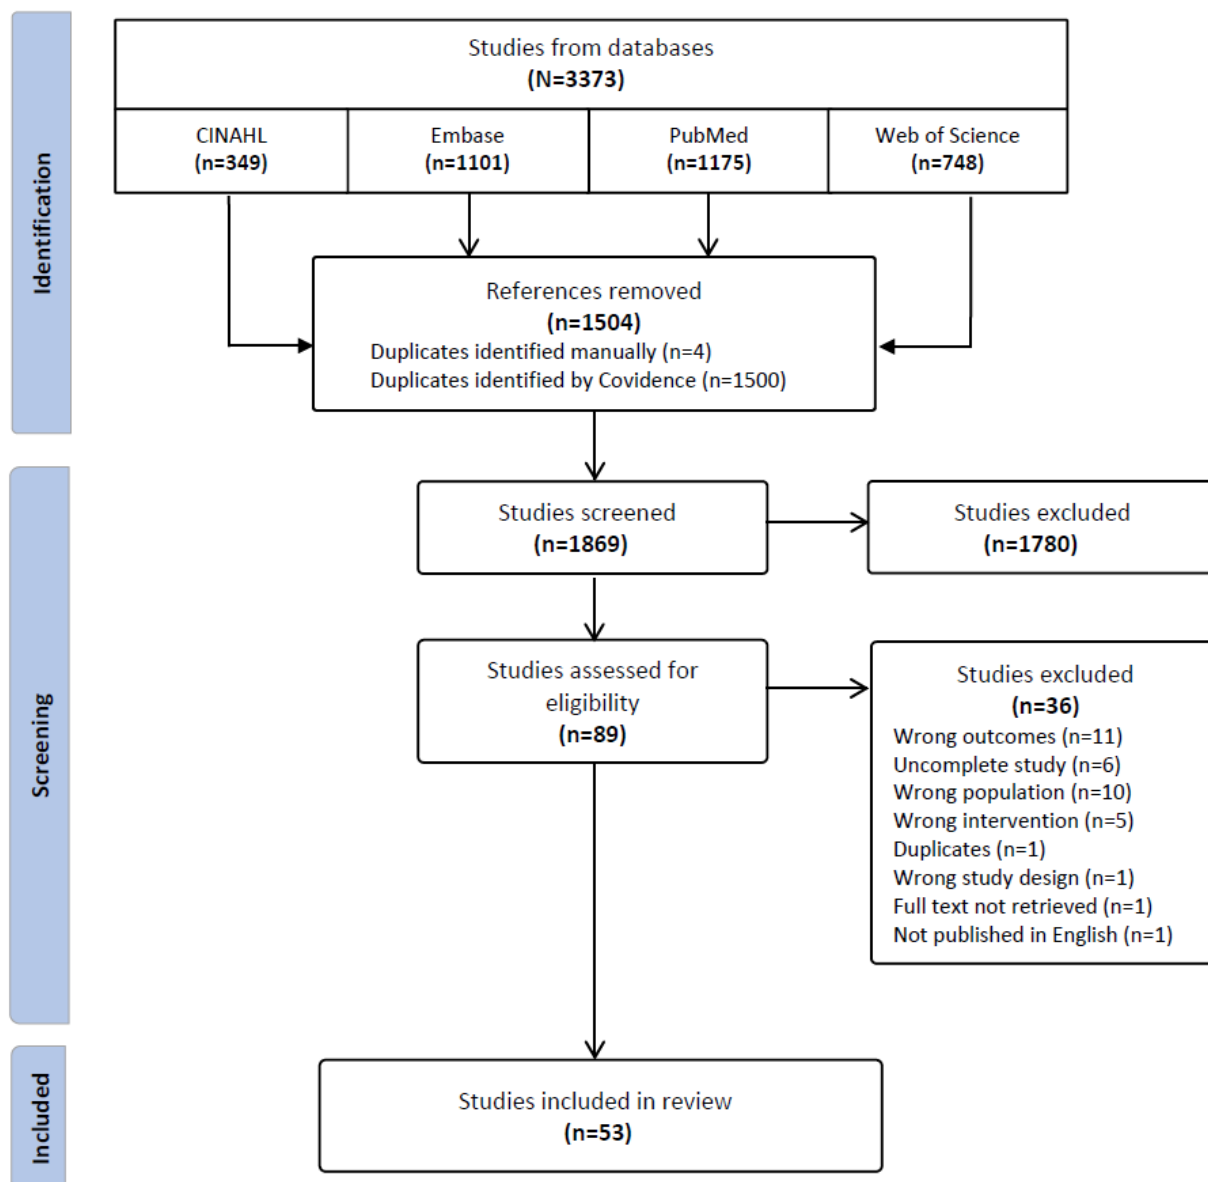 Identification
Studies from databases
(N=3373)
CINAHL
(n=349)
Embase
(n=1101)
PubMed
(n=1175)
Web of Science
(n=748)
References removed
(n=1504)
Duplicates identified manually (n=4)
Duplicates identified by Covidence (n=1500)
Screening
Studies screened
(n=1869)
Studies excluded
(n=1780)
Studies assessed for
eligibility
(n=89)
Studies excluded
(n=36)
Wrong outcomes (n=11)
Uncomplete study (n=6)
Wrong population (n=10)
Wrong intervention (n=5)
Duplicates (n=1)
Wrong study design (n=1)
Full text not retrieved (n=1)
Not published in English (n=1)
Included
Studies included in review
(n=53)